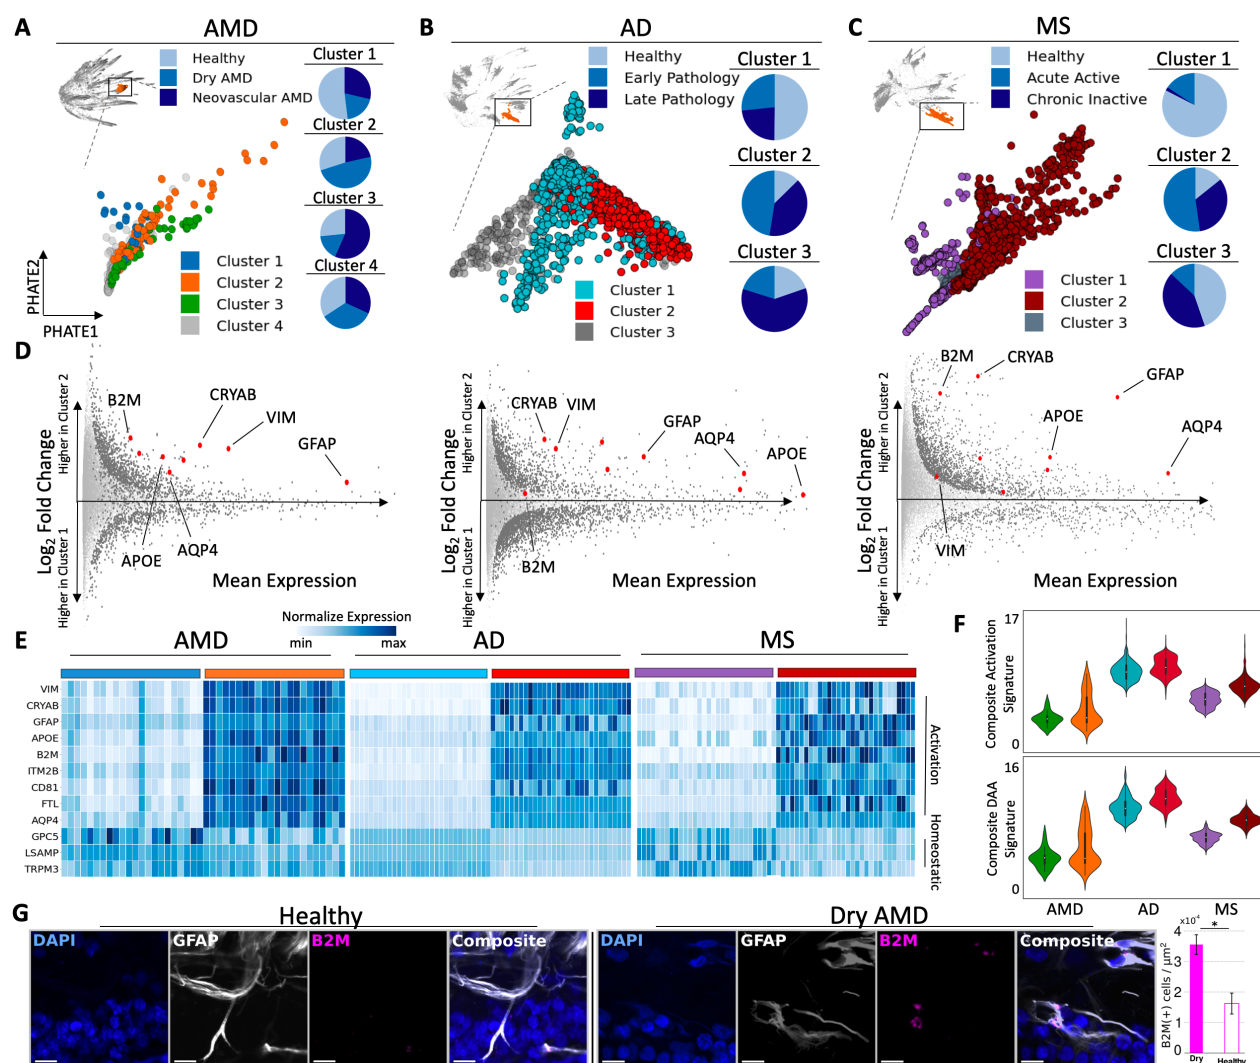 A
AMD
Healthy
Dry AMD
Neovascular AMD
Cluster 1
Cluster 2
Cluster 3
Cluster 4
Cluster 1
Cluster 2
Cluster 3
Cluster 4
PHATE2
PHATE1
B
AD
Healthy
Early Pathology
Late Pathology
Cluster 1
Cluster 2
Cluster 3
Cluster 1
Cluster 2
Cluster 3
C
MS
Healthy
Acute Active
Chronic Inactive
Cluster 1
Cluster 2
Cluster 3
Cluster 1
Cluster 2
Cluster 3
D
Log2 Fold Change
Higher in Cluster 2
Higher in Cluster 1
B2M
CRYAB
VIM
GFAP
APOE
AQP4
Mean Expression
Log2 Fold Change
Higher in Cluster 2
Higher in Cluster 1
CRYAB
VIM
GFAP
AQP4
APOE
B2M
Mean Expression
Log2 Fold Change
Higher in Cluster 2
Higher in Cluster 1
B2M
CRYAB
GFAP
APOE
AQP4
VIM
Mean Expression
E
Normalize Expression
min
max
AMD
AD
MS
VIM
CRYAB
GFAP
APOE
B2M
ITM2B
CD81
FTL
AQP4
GPC5
LSAMP
TRPM3
Activation
Homeostatic
F
Composite Activation
Signature
17
0
Composite DAA
Signature
16
0
AMD
AD
MS
G
Healthy
DAPI
GFAP
B2M
Composite
Dry AMD
DAPI
GFAP
B2M
Composite
x10⁴
*
B2M(+) cells / µm²
4
3
2
1
0
Dry
Healthy